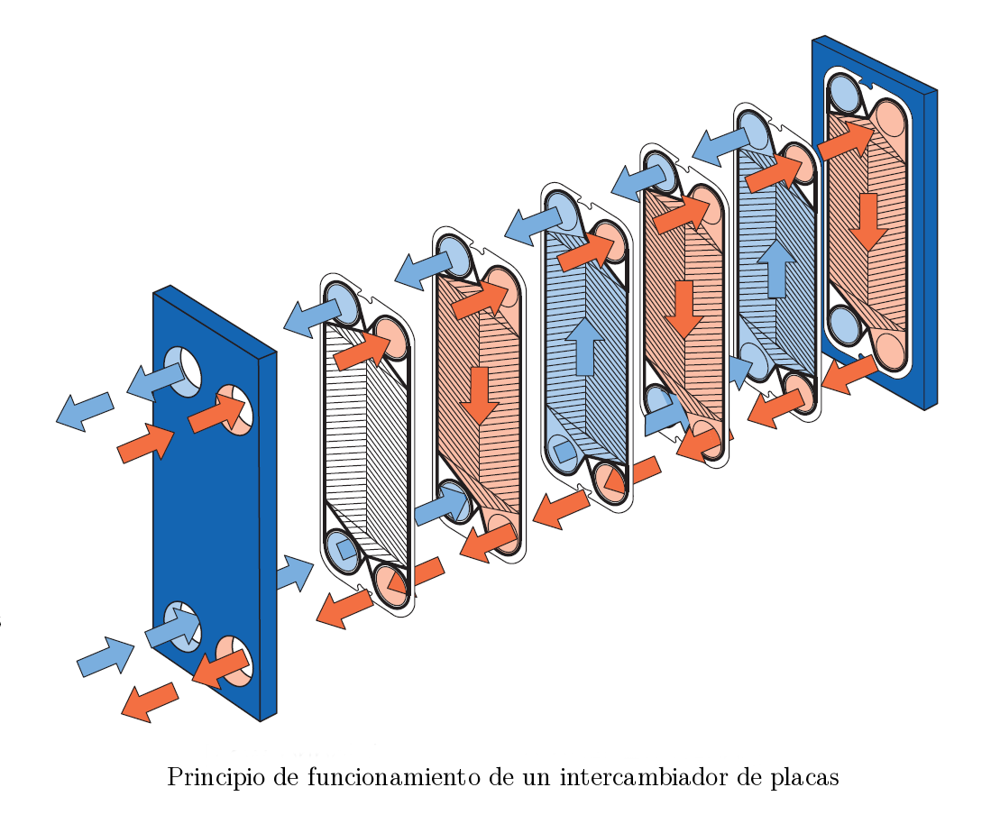 Principio de funcionamiento de un intercambiador de placas